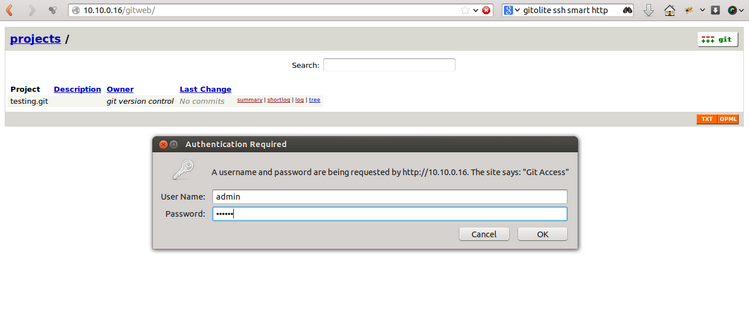 10.10.0.16/gitweb/
gitolite ssh smart http
projects /
git
Search:
Project Description Owner Last Change
testing.git git version control No commits summary | shortlog | log | tree
TXT OPML
Authentication Required
A username and password are being requested by http://10.10.0.16. The site says: "Git Access"
User Name: admin
Password: ••••••
Cancel OK